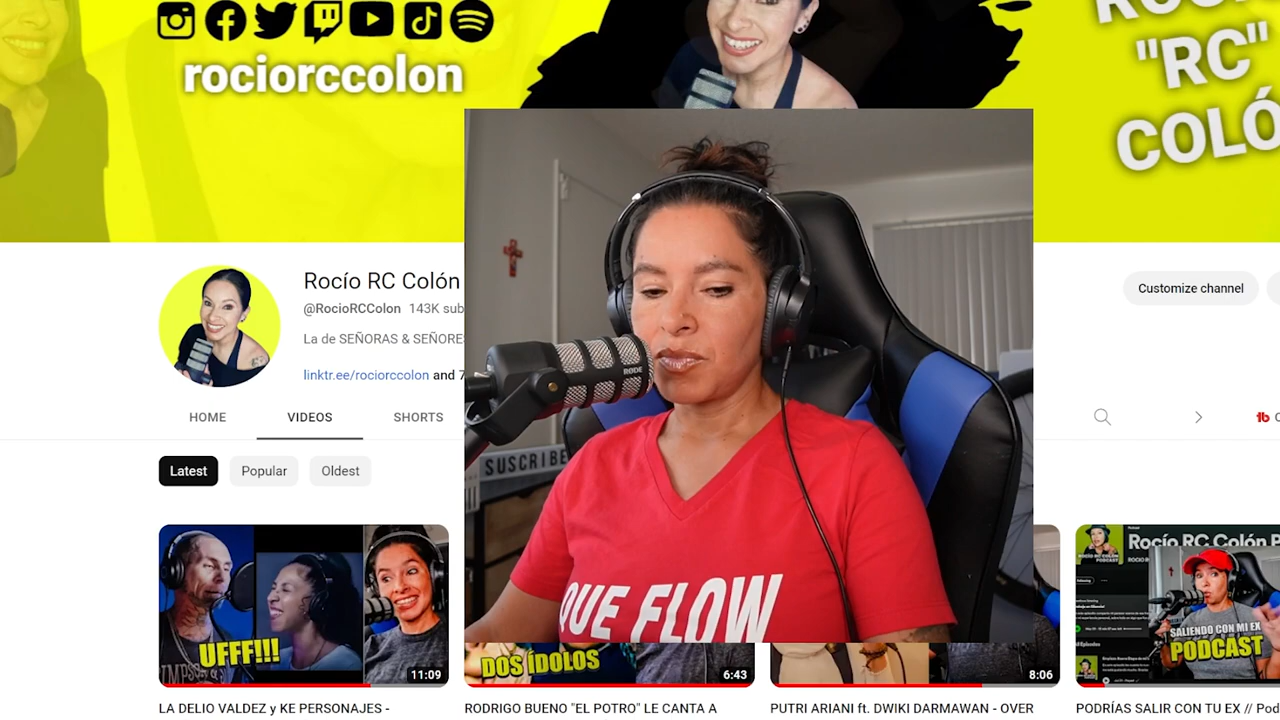 rociorccolon
"RC"
Rocío RC Colón
@RocioRCColon 143K sub
La de SEÑORAS & SEÑORE
linktr.ee/rociorccolon and 7
Customize channel
HOME
VIDEOS
SHORTS
Latest
Popular
Oldest
RØDE
SUSCRIBE
QUE FLOW
UFFF!!!
11:09
DOS ÍDOLOS
6:43
8:06
Rocío RC Colón P
SALIENDO CON MI EX
PODCAST
LA DELIO VALDEZ y KE PERSONAJES -
RODRIGO BUENO "EL POTRO" LE CANTA A
PUTRI ARIANI ft. DWIKI DARMAWAN - OVER
PODRÍAS SALIR CON TU EX // Pod